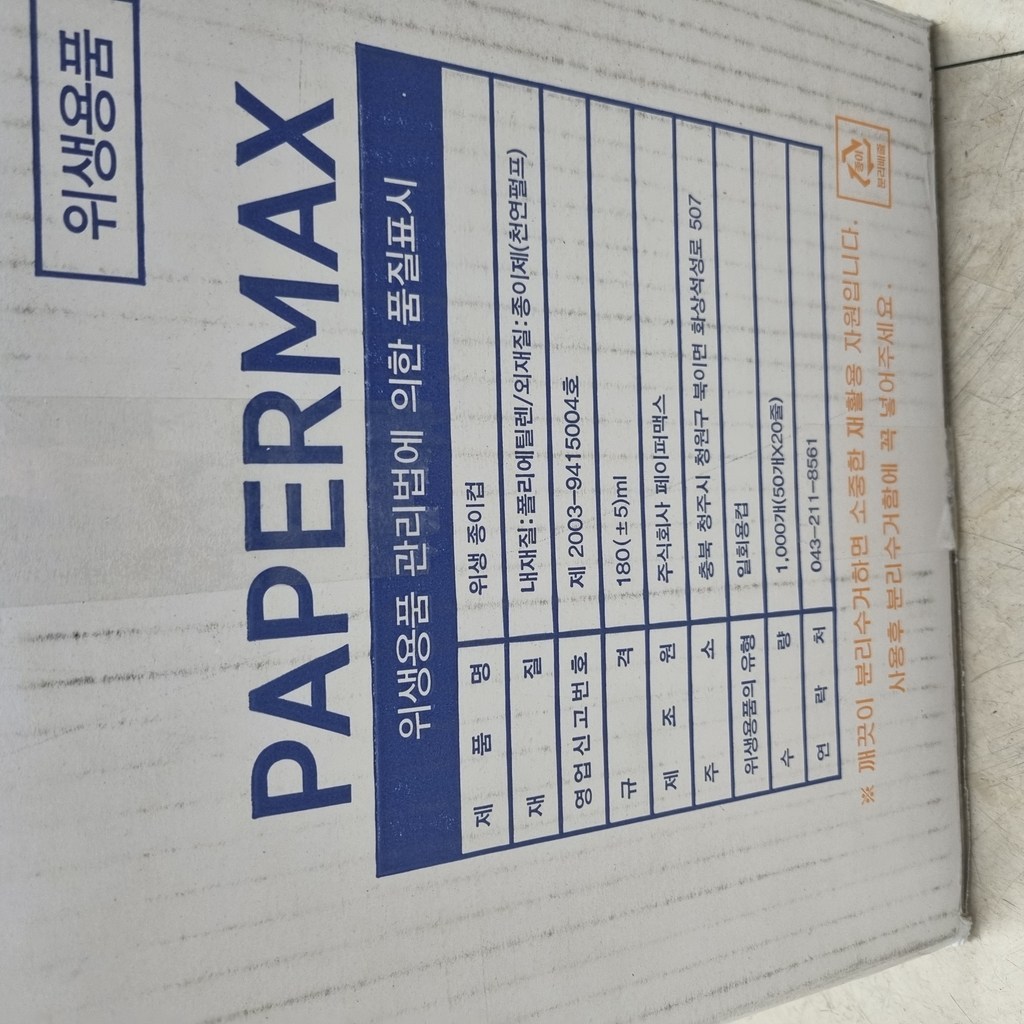 위생용품
PAPERMAX
위생용품 관리법에 의한 품질표시
제 품 명 위생 종이컵
재 질 내재질:폴리에틸렌/외재질:종이제(천연펄프)
영업신고번호 제 2003-9415004호
규 격 180(±5)ml
제 조 원 주식회사 페이퍼맥스
주 소 충북 청주시 청원구 북이면 화상석성로 507
위생용품의 유형 일회용컵
수 량 1,000개(50개X20줄)
연 락 처 043-211-8561
※ 깨끗이 분리수거하면 소중한 재활용 자원입니다.
사용후 분리수거함에 꼭 넣어주세요.
종이
분리배출